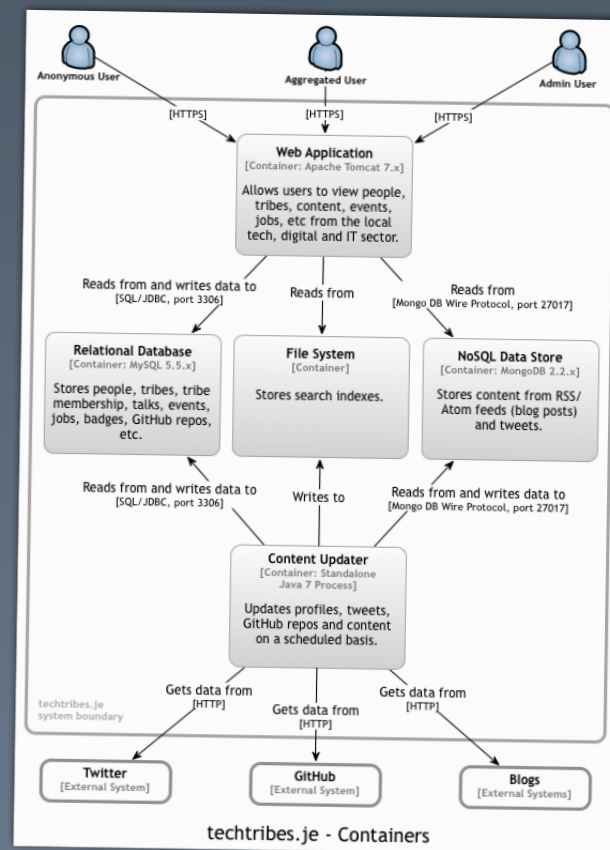 Anonymous User
Aggregated User
Admin User
[HTTPS]
[HTTPS]
[HTTPS]
Web Application
[Container: Apache Tomcat 7.x]
Allows users to view people,
tribes, content, events,
jobs, etc from the local
tech, digital and IT sector.
Reads from and writes data to
[SQL/JDBC, port 3306]
Reads from
Reads from
[Mongo DB Wire Protocol, port 27017]
Relational Database
[Container: MySQL 5.5.x]
Stores people, tribes, tribe
membership, talks, events,
jobs, badges, GitHub repos,
etc.
File System
[Container]
Stores search indexes.
NoSQL Data Store
[Container: MongoDB 2.2.x]
Stores content from RSS/
Atom feeds (blog posts)
and tweets.
Reads from and writes data to
[SQL/JDBC, port 3306]
Writes to
Reads from and writes data to
[Mongo DB Wire Protocol, port 27017]
Content Updater
[Container: Standalone
Java 7 Process]
Updates profiles, tweets,
GitHub repos and content
on a scheduled basis.
Gets data from
[HTTP]
Gets data from
[HTTP]
Gets data from
[HTTP]
techtribes.je
system boundary
Twitter
[External System]
GitHub
[External System]
Blogs
[External Systems]
techtribes.je - Containers